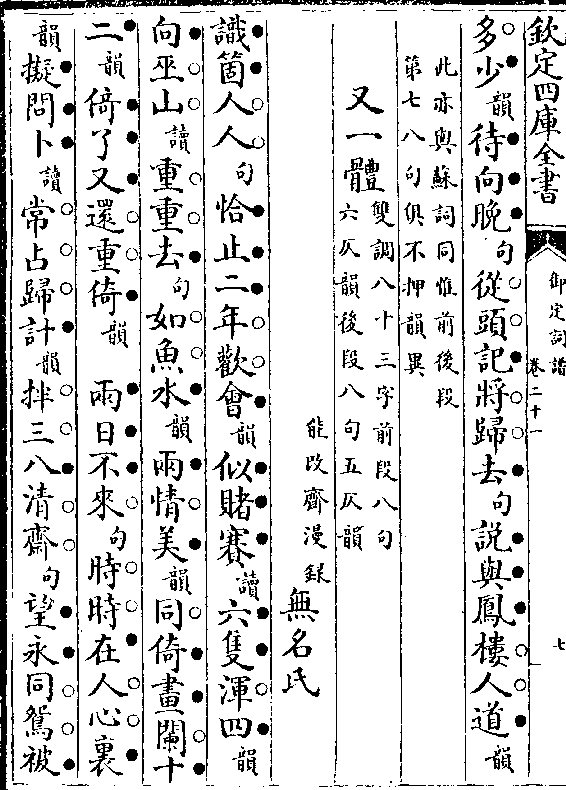 欽定四庫全書
御定詞譜
卷二十一
七
多少韻待向晚句從頭記將歸去句說與鳳樓人道韻
此亦與蘇詞同惟前後段
第七八句俱不押韻異
又一體雙調八十三字前段八句
六仄韻後段八句五仄韻
能改齋漫錄
無名氏
識箇人人句恰止二年歡會韻似賭賽讀六隻渾四韻
向巫山讀重重去句如魚水韻兩情美韻同倚畫闌十
二韻倚了又還重倚韻 兩日不來句時時在人心裏
韻擬問卜讀常占歸計韻拌三八清齋句望永同鴛被